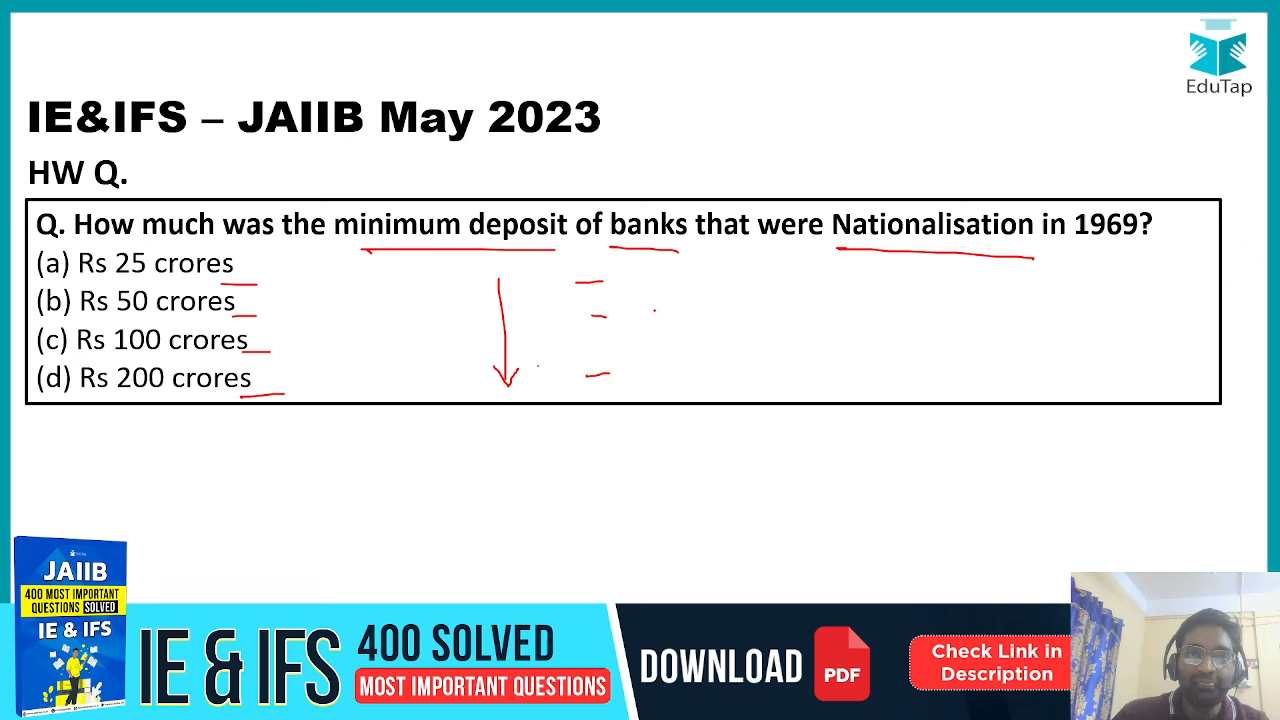 EduTap
IE&IFS – JAIIB May 2023
HW Q.
Q. How much was the minimum deposit of banks that were Nationalisation in 1969?
(a) Rs 25 crores
(b) Rs 50 crores
(c) Rs 100 crores
(d) Rs 200 crores
JAIIB
400 MOST IMPORTANT
QUESTIONS SOLVED
IE & IFS
IE & IFS
400 SOLVED
MOST IMPORTANT QUESTIONS
DOWNLOAD
PDF
Check Link in
Description